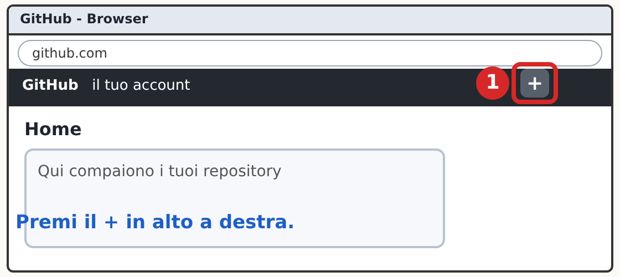 GitHub - Browser
github.com
GitHub il tuo account 1 +
Home
Qui compaiono i tuoi repository
Premi il + in alto a destra.